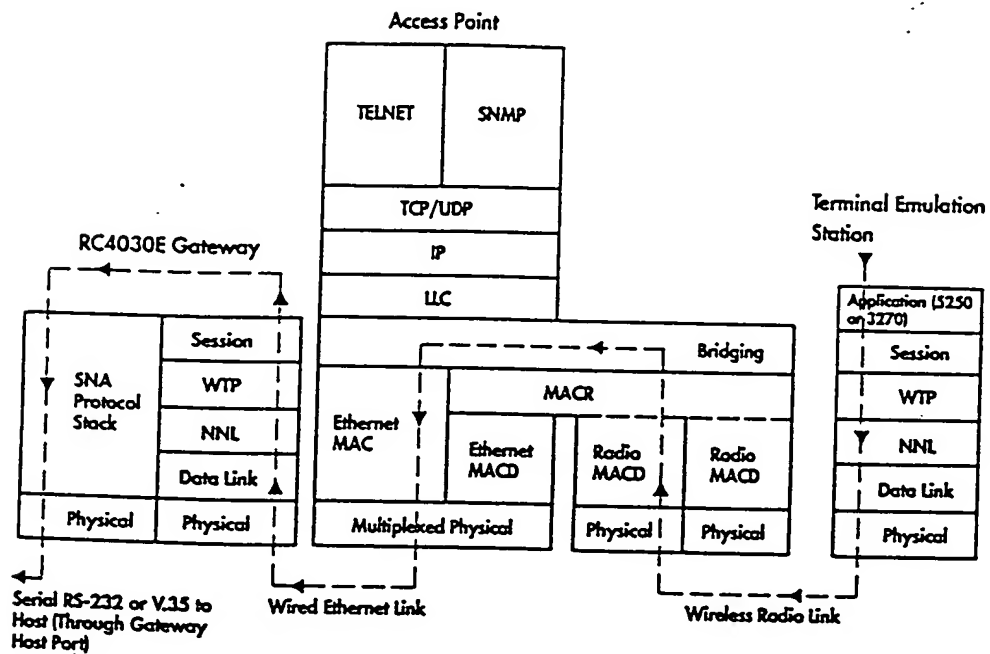 Access Point
TELNET
SNMP
TCP/UDP
IP
LLC
Bridging
MACR
Ethernet
MAC
Ethernet
MACD
Radio
MACD
Radio
MACD
Multiplexed Physical
Physical
Physical
RC4030E Gateway
SNA
Protocol
Stack
Session
WTP
NNL
Data Link
Physical
Physical
Terminal Emulation
Station
Application (5250
or 3270)
Session
WTP
NNL
Data Link
Physical
Serial RS-232 or V.35 to
Host (Through Gateway
Host Port)
Wired Ethernet Link
Wireless Radio Link